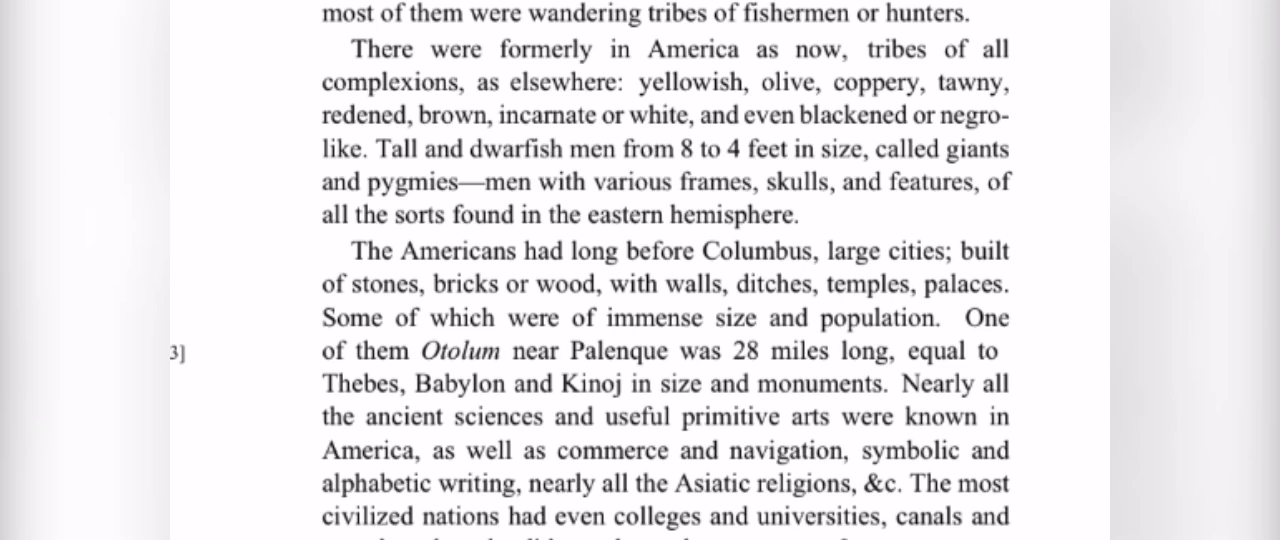 most of them were wandering tribes of fishermen or hunters.
There were formerly in America as now, tribes of all
complexions, as elsewhere: yellowish, olive, coppery, tawny,
redened, brown, incarnate or white, and even blackened or negro-
like. Tall and dwarfish men from 8 to 4 feet in size, called giants
and pygmies—men with various frames, skulls, and features, of
all the sorts found in the eastern hemisphere.
The Americans had long before Columbus, large cities; built
of stones, bricks or wood, with walls, ditches, temples, palaces.
Some of which were of immense size and population. One
3]
of them Otolum near Palenque was 28 miles long, equal to
Thebes, Babylon and Kinoj in size and monuments. Nearly all
the ancient sciences and useful primitive arts were known in
America, as well as commerce and navigation, symbolic and
alphabetic writing, nearly all the Asiatic religions, &c. The most
civilized nations had even colleges and universities, canals and